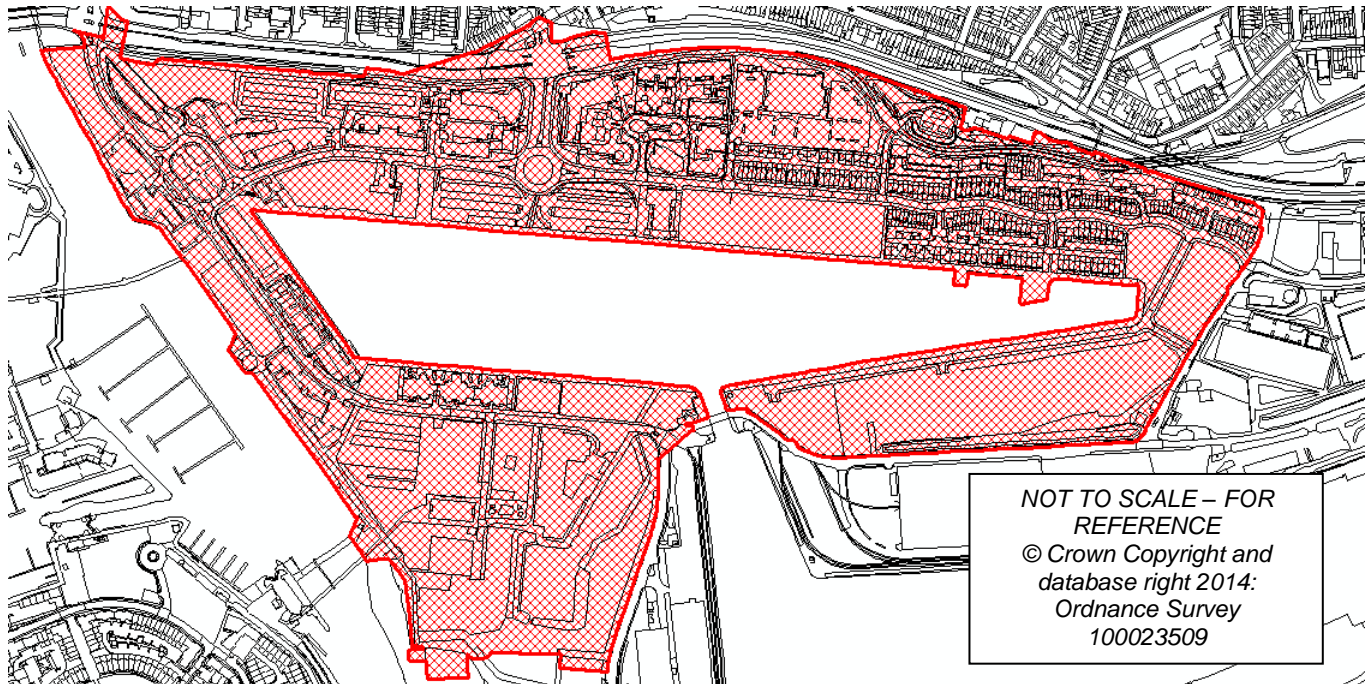 NOT TO SCALE – FOR
REFERENCE
© Crown Copyright and
database right 2014:
Ordnance Survey
100023509